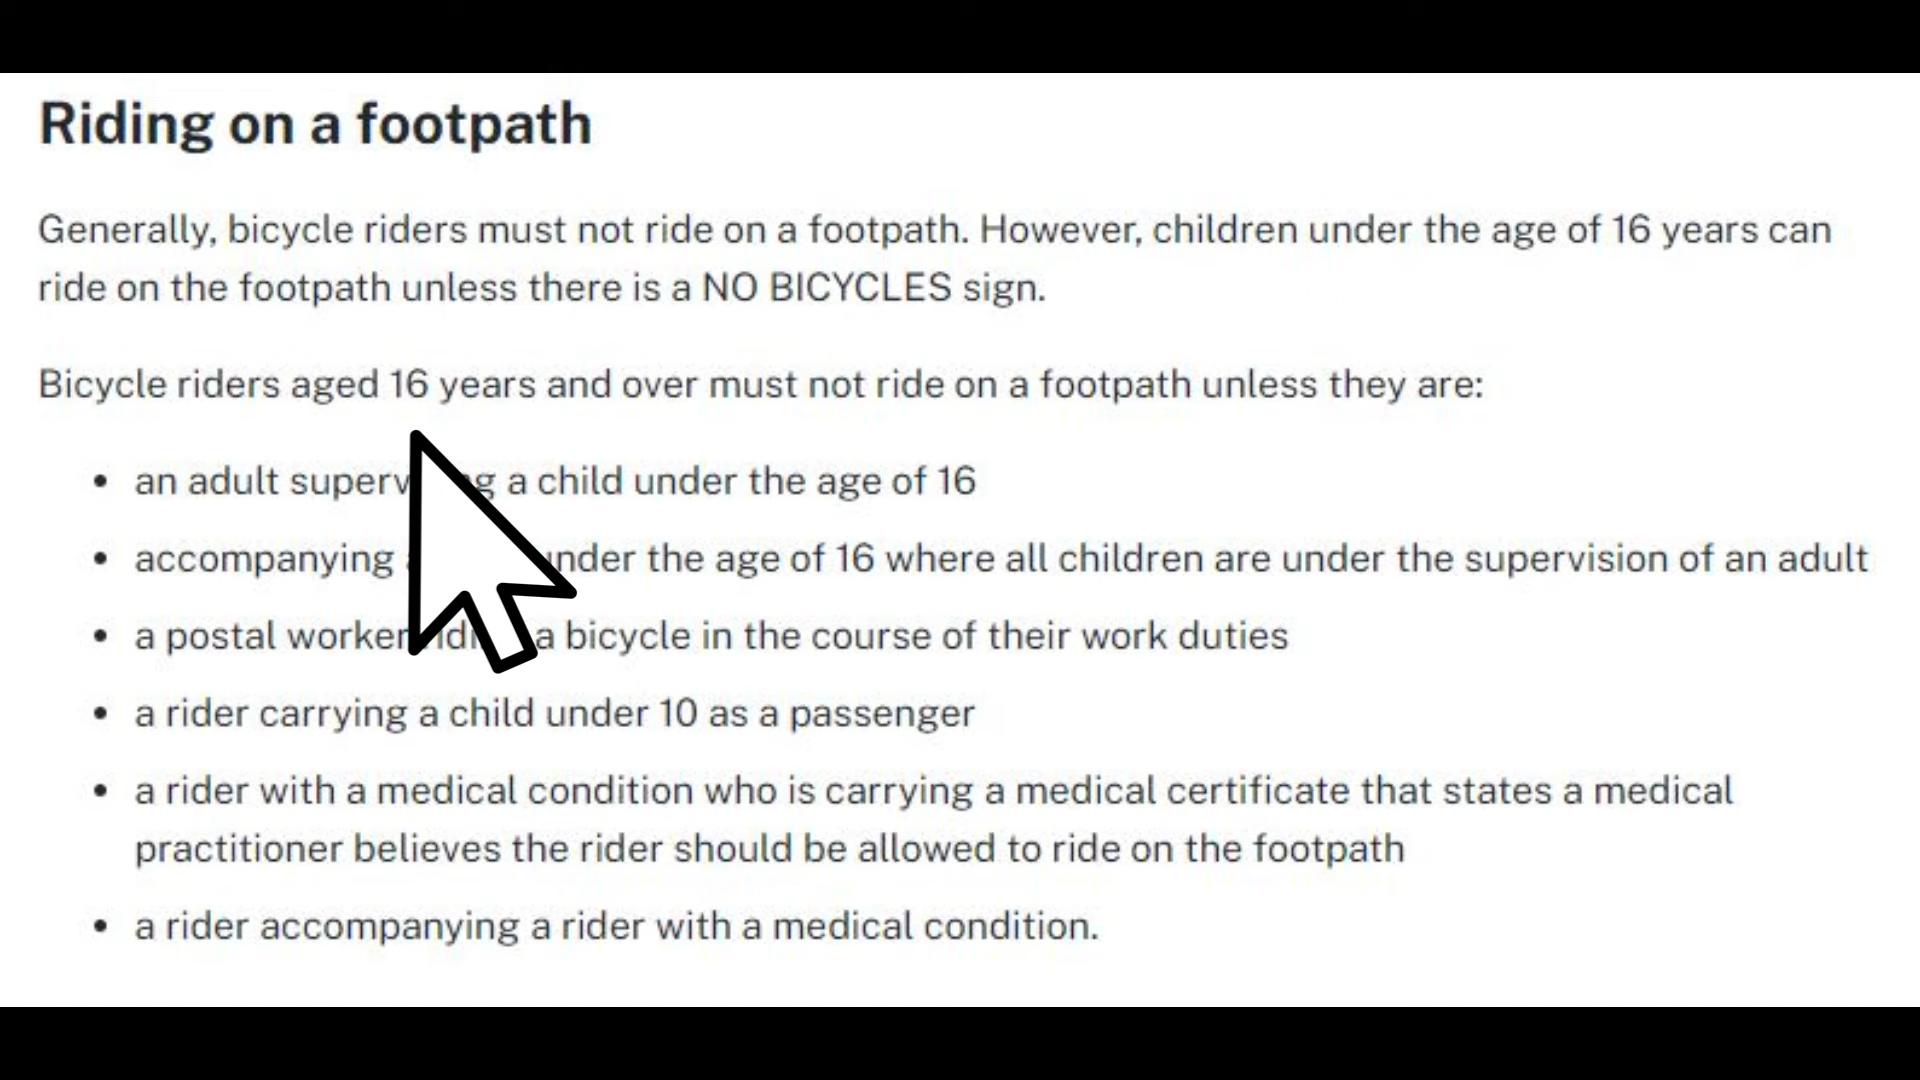 Riding on a footpath
Generally, bicycle riders must not ride on a footpath. However, children under the age of 16 years can
ride on the footpath unless there is a NO BICYCLES sign.
Bicycle riders aged 16 years and over must not ride on a footpath unless they are:
• an adult a child under the age of 16
• accompanying under the age of 16 where all children are under the supervision of an adult
• a postal worker a bicycle in the course of their work duties
• a rider carrying a child under 10 as a passenger
• a rider with a medical condition who is carrying a medical certificate that states a medical
practitioner believes the rider should be allowed to ride on the footpath
• a rider accompanying a rider with a medical condition.